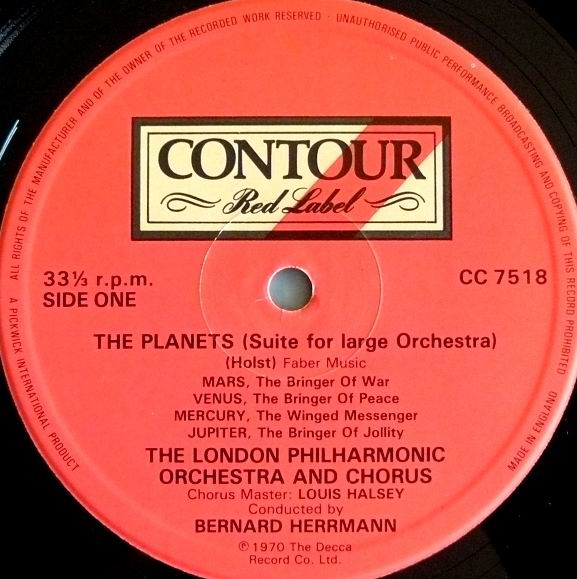 ALL RIGHTS OF THE MANUFACTURER AND OF THE OWNER OF THE RECORDED WORK RESERVED · UNAUTHORISED PUBLIC PERFORMANCE BROADCASTING AND COPYING OF THIS RECORD PROHIBITED
CONTOUR
Red Label
33⅓ r.p.m.
SIDE ONE
CC 7518
THE PLANETS (Suite for large Orchestra)
(Holst) Faber Music
MARS, The Bringer Of War
VENUS, The Bringer Of Peace
MERCURY, The Winged Messenger
JUPITER, The Bringer Of Jollity
THE LONDON PHILHARMONIC
ORCHESTRA AND CHORUS
Chorus Master: LOUIS HALSEY
Conducted by
BERNARD HERRMANN
℗ 1970 The Decca
Record Co. Ltd.
A PICKWICK INTERNATIONAL PRODUCT
MADE IN ENGLAND